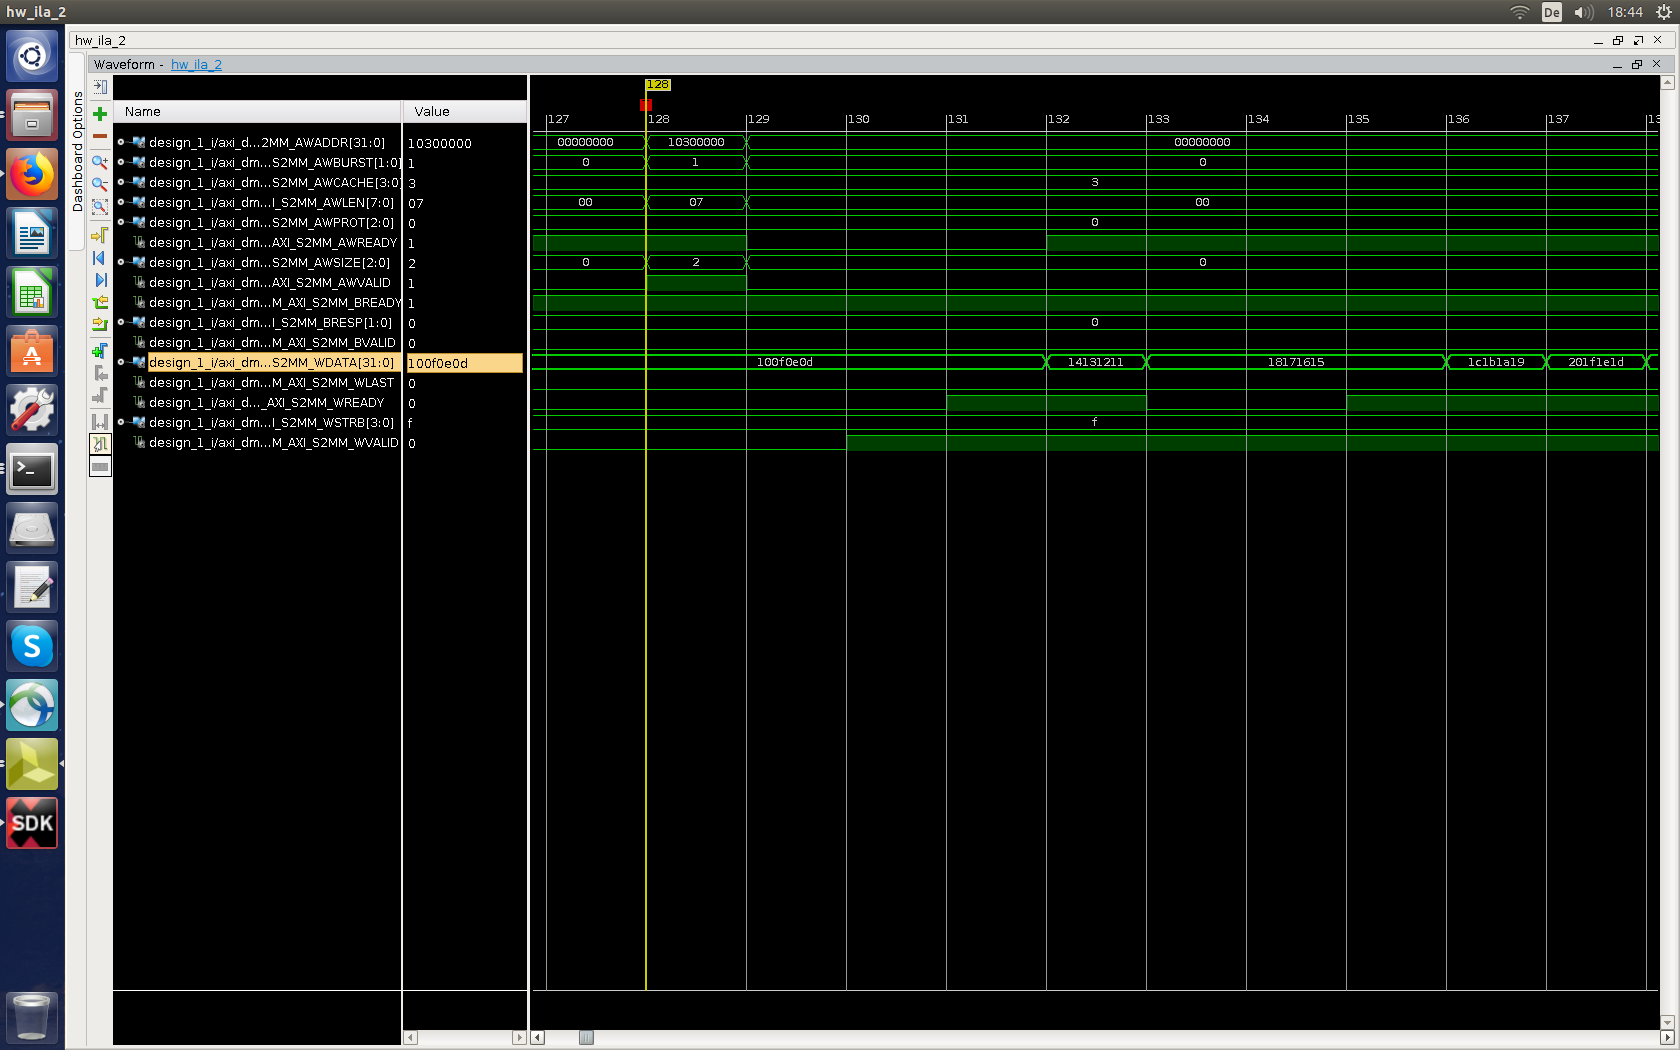 hw_ila_2
De 18:44
hw_ila_2
Waveform - hw_ila_2
Dashboard Options
128
Name Value
127 128 129 130 131 132 133 134 135 136 137 13
design_1_i/axi_d...2MM_AWADDR[31:0] 10300000 00000000 10300000 00000000
design_1_i/axi_dm...S2MM_AWBURST[1:0] 1 0 1 0
design_1_i/axi_dm...S2MM_AWCACHE[3:0] 3 3
design_1_i/axi_dm...I_S2MM_AWLEN[7:0] 07 00 07 00
design_1_i/axi_dm...S2MM_AWPROT[2:0] 0 0
design_1_i/axi_dm...AXI_S2MM_AWREADY 1
design_1_i/axi_dm...S2MM_AWSIZE[2:0] 2 0 2 0
design_1_i/axi_dm...AXI_S2MM_AWVALID 1
design_1_i/axi_dm...M_AXI_S2MM_BREADY 1
design_1_i/axi_dm...I_S2MM_BRESP[1:0] 0 0
design_1_i/axi_dm...M_AXI_S2MM_BVALID 0
design_1_i/axi_dm...S2MM_WDATA[31:0] 100f0e0d 100f0e0d 14131211 18171615 1c1b1a19 201f1e1d
design_1_i/axi_dm...M_AXI_S2MM_WLAST 0
design_1_i/axi_d..._AXI_S2MM_WREADY 0
design_1_i/axi_dm...I_S2MM_WSTRB[3:0] f f
design_1_i/axi_dm...M_AXI_S2MM_WVALID 0
SDK